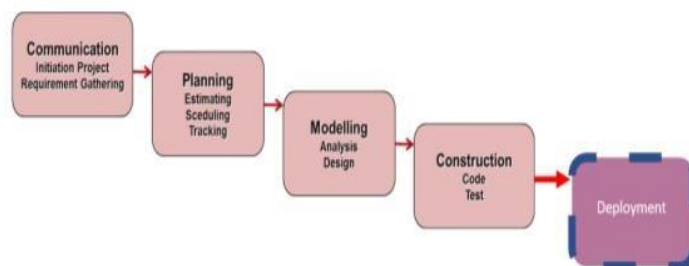 Communication
Initiation Project
Requirement Gathering
Planning
Estimating
Sceduling
Tracking
Modelling
Analysis
Design
Construction
Code
Test
Deployment